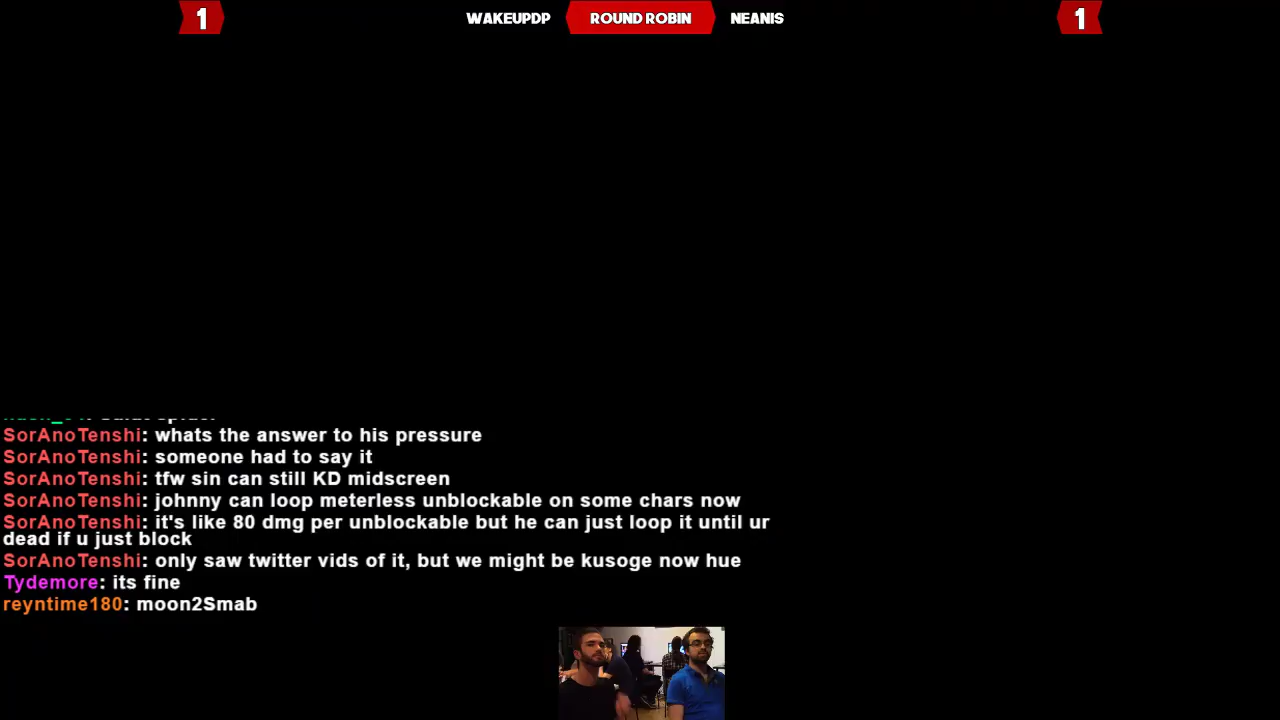 1 WAKEUPDP ROUND ROBIN NEANIS 1
SorAnoTenshi: whats the answer to his pressure
SorAnoTenshi: someone had to say it
SorAnoTenshi: tfw sin can still KD midscreen
SorAnoTenshi: johnny can loop meterless unblockable on some chars now
SorAnoTenshi: it's like 80 dmg per unblockable but he can just loop it until ur
dead if u just block
SorAnoTenshi: only saw twitter vids of it, but we might be kusoge now hue
Tydemore: its fine
reyntime180: moon2Smab